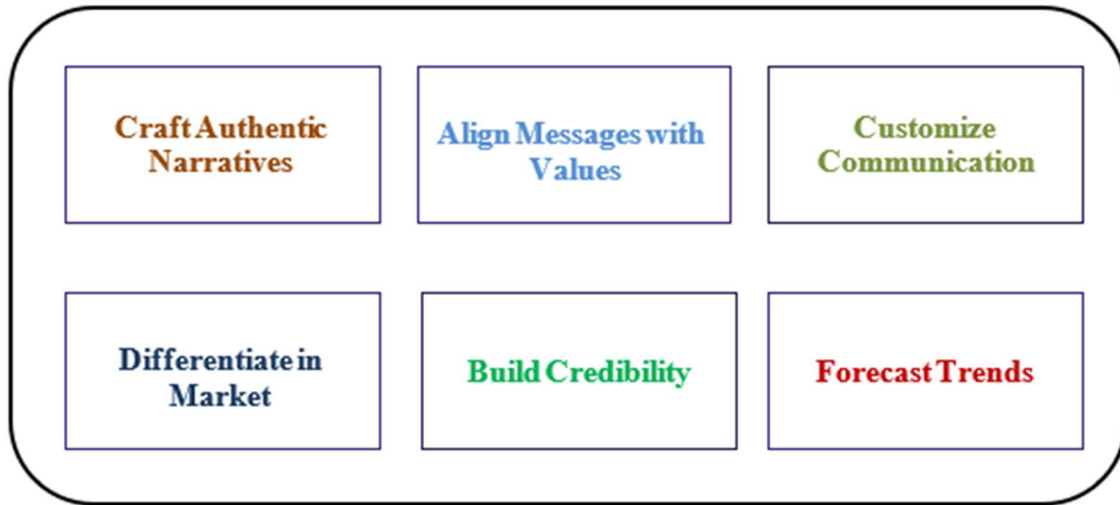 Craft Authentic
Narratives
Align Messages with
Values
Customize
Communication
Differentiate in
Market
Build Credibility
Forecast Trends